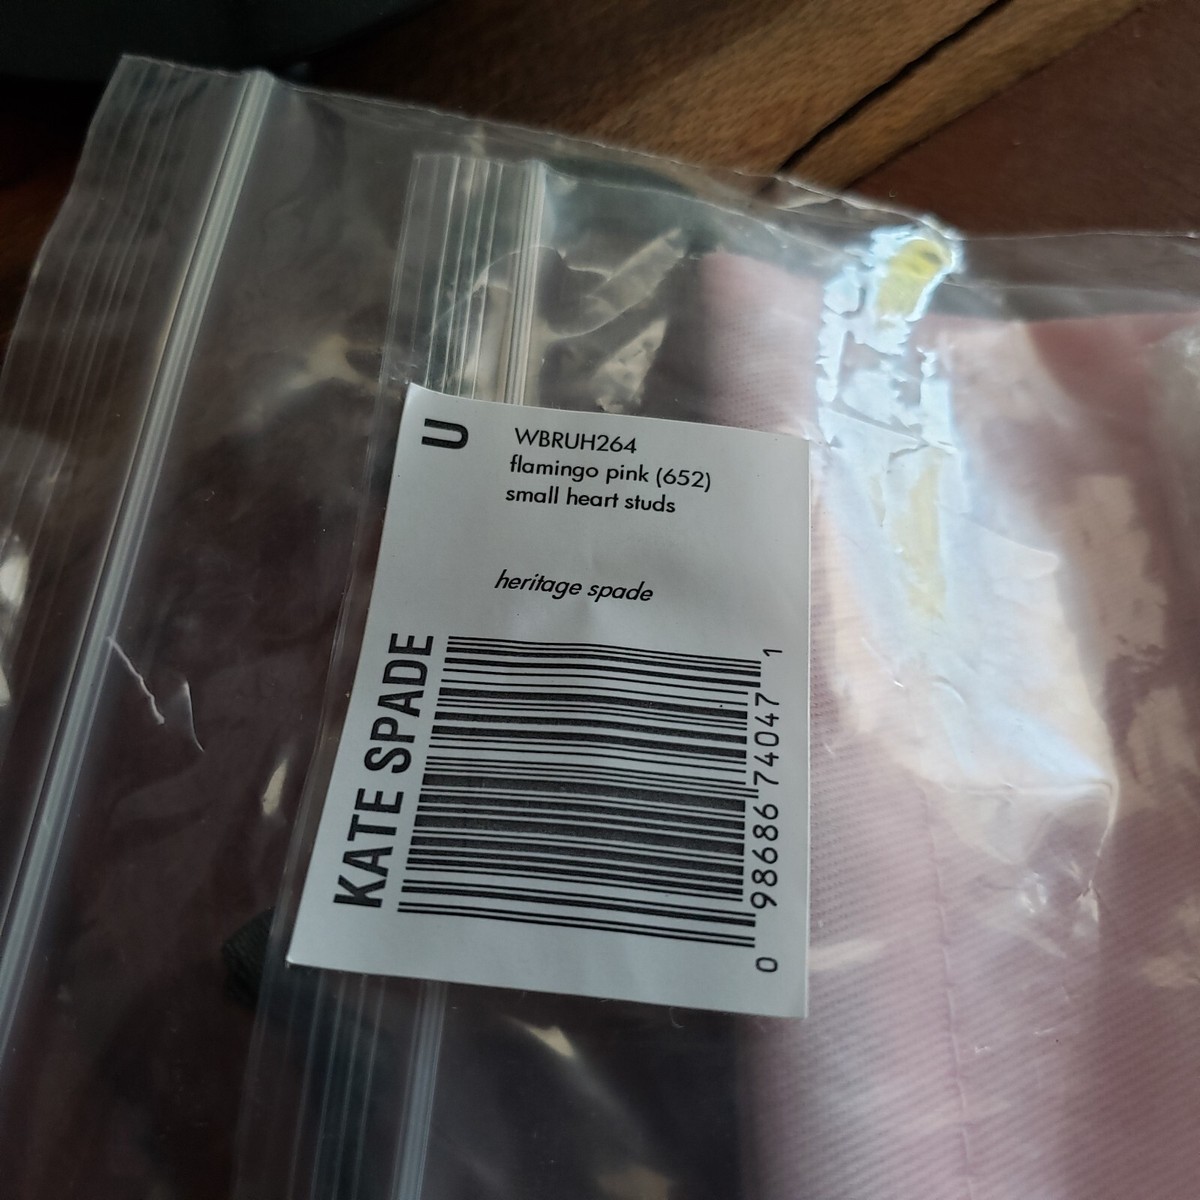 U
WBRUH264
flamingo pink (652)
small heart studs
heritage spade
KATE SPADE
0 98686 74047 1